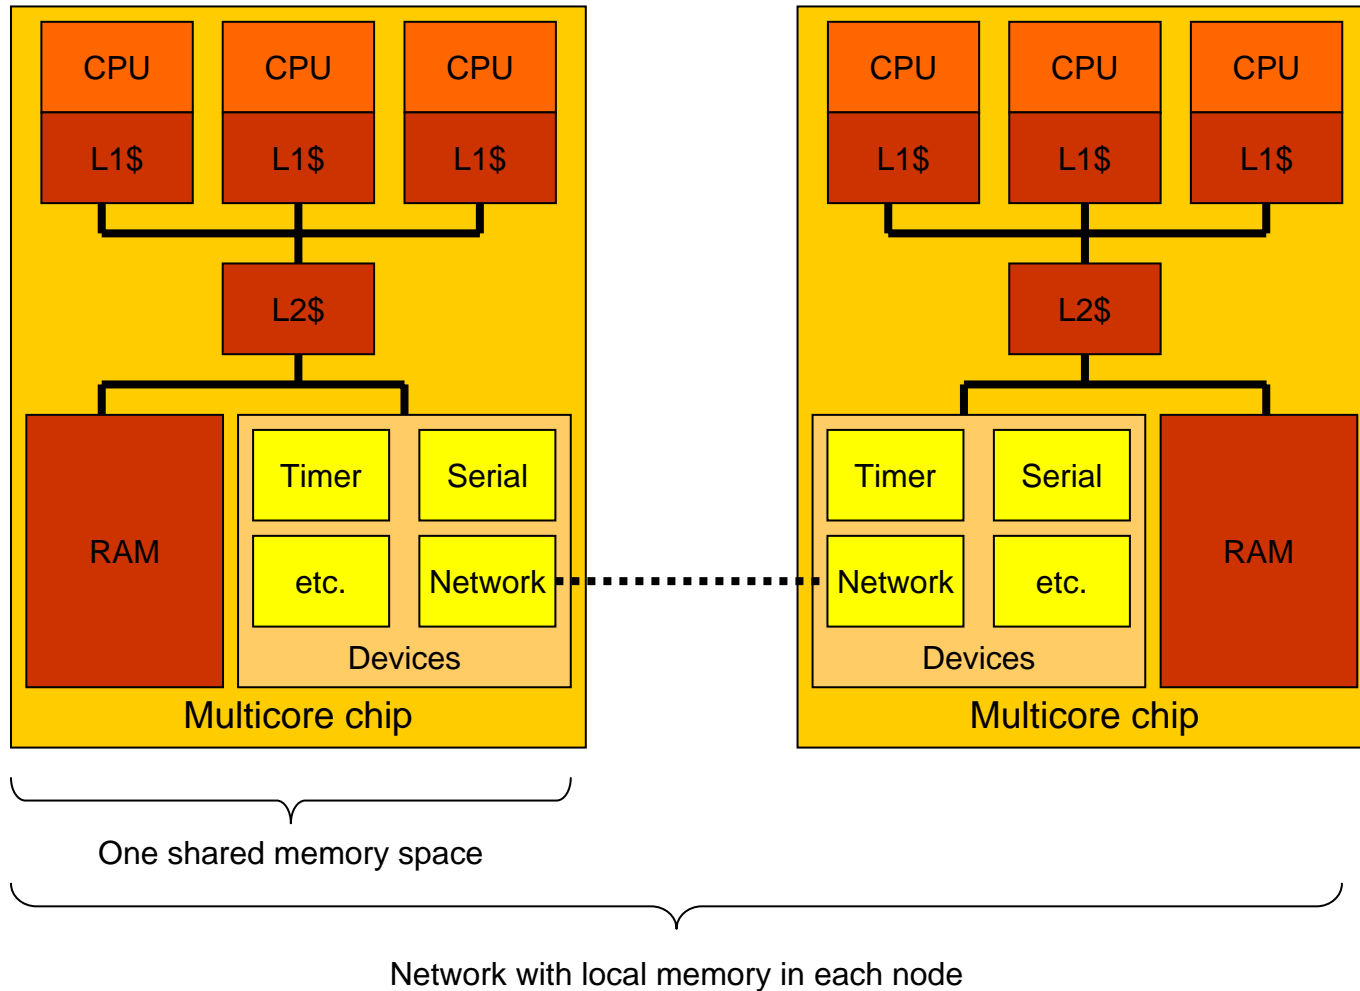 CPU
CPU
CPU
L1$
L1$
L1$
L2$
RAM
Timer
Serial
etc.
Network
Devices
Multicore chip
CPU
CPU
CPU
L1$
L1$
L1$
L2$
Timer
Serial
Network
etc.
Devices
RAM
Multicore chip
One shared memory space
Network with local memory in each node